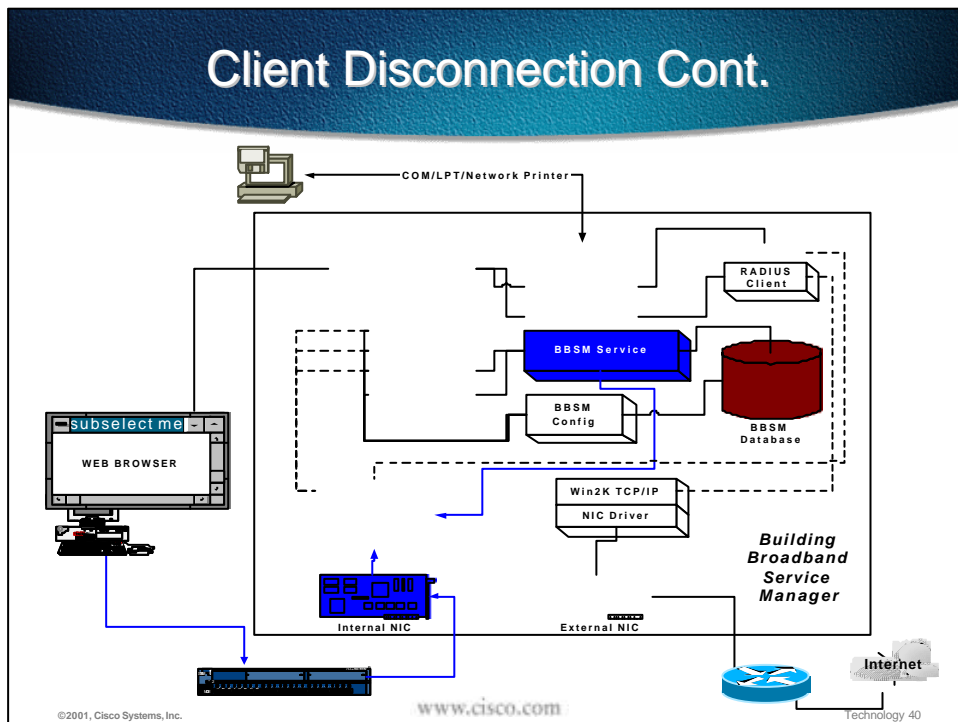 Client Disconnection Cont.
COM/LPT/Network Printer
RADIUS
Client
BBSM Service
BBSM
Config
BBSM
Database
subselect me
WEB BROWSER
Win2K TCP/IP
NIC Driver
Building
Broadband
Service
Manager
Internal NIC
External NIC
Internet
©2001, Cisco Systems, Inc.
www.cisco.com
Technology 40